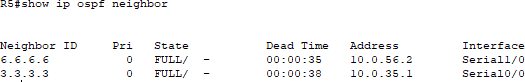 R5#show ip ospf neighbor
Neighbor ID Pri State Dead Time Address Interface
6.6.6.6 0 FULL/ - 00:00:35 10.0.56.2 Serial1/0
3.3.3.3 0 FULL/ - 00:00:38 10.0.35.1 Serial0/0